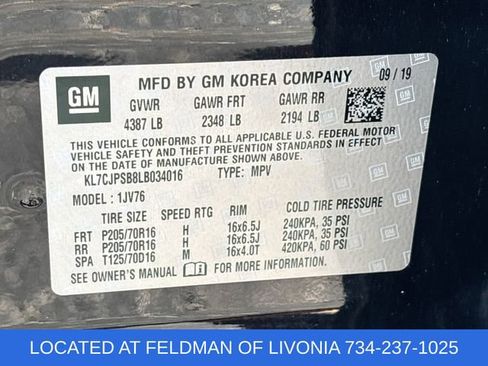 GM
MFD BY GM KOREA COMPANY 09 / 19
GVWR GAWR FRT GAWR RR
4387 LB 2348 LB 2194 LB
THIS VEHICLE CONFORMS TO ALL APPLICABLE U.S. FEDERAL MOTOR
VEHICLE SAFETY AND THEFT PREVENTION STANDARDS IN EFFECT
ON THE DATE OF MANUFACTURE SHOWN ABOVE.
KL7CJPSB8LB034016 TYPE: MPV
MODEL : 1JV76
TIRE SIZE SPEED RTG RIM COLD TIRE PRESSURE
FRT P205/70R16 H 16x6.5J 240KPA, 35 PSI
RR P205/70R16 H 16x6.5J 240KPA, 35 PSI
SPA T125/70D16 M 16x4.0T 420KPA, 60 PSI
SEE OWNER'S MANUAL FOR MORE INFORMATION.
LOCATED AT FELDMAN OF LIVONIA 734-237-1025